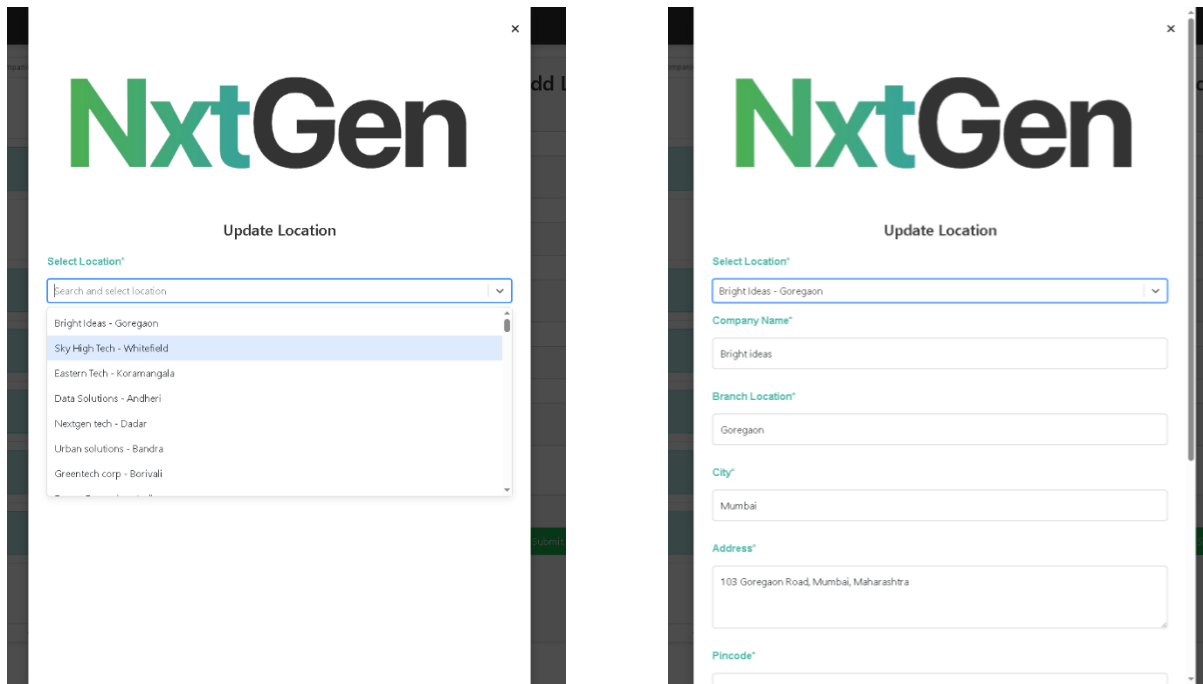 ×
NxtGen
Update Location
Select Location*
Search and select location
Bright Ideas - Goregaon
Sky High Tech - Whitefield
Eastern Tech - Koramangala
Data Solutions - Andheri
Nextgen tech - Dadar
Urban solutions - Bandra
Greentech corp - Borivali
dd L
Submit
×
NxtGen
Update Location
Select Location*
Bright Ideas - Goregaon
Company Name*
Bright ideas
Branch Location*
Goregaon
City*
Mumbai
Address*
103 Goregaon Road, Mumbai, Maharashtra
Pincode*